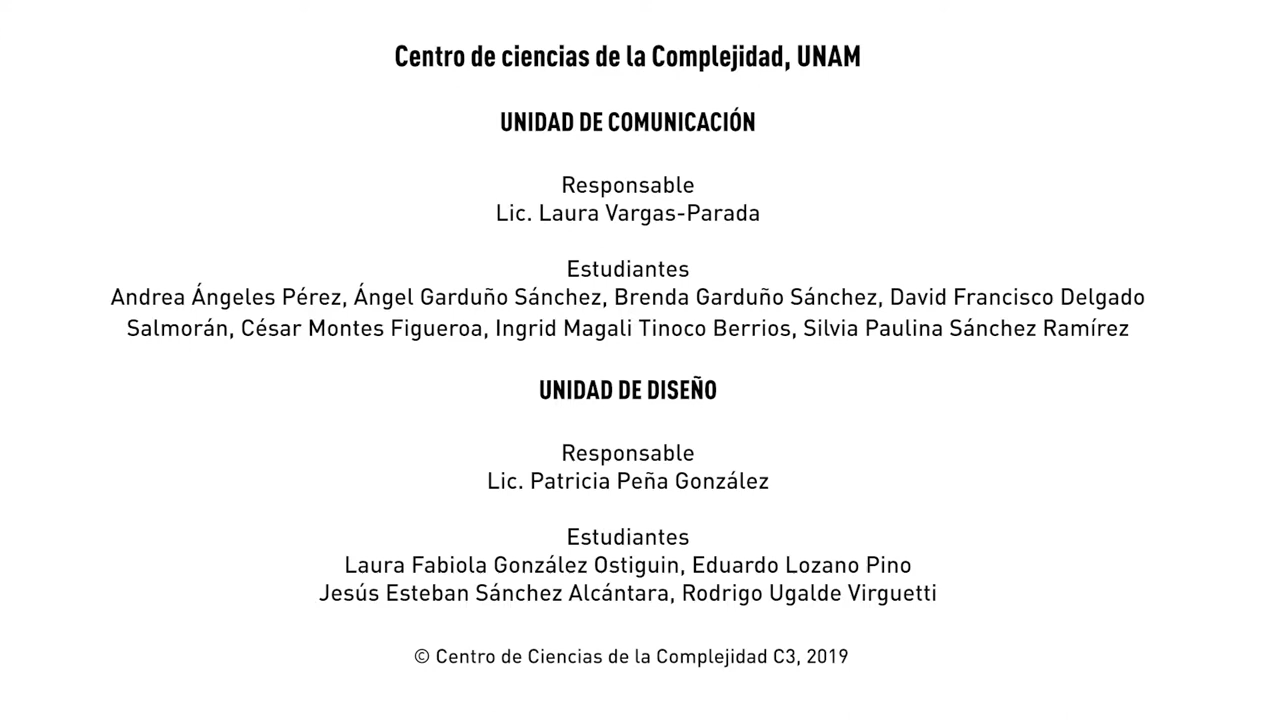 Centro de ciencias de la Complejidad, UNAM
UNIDAD DE COMUNICACIÓN
Responsable
Lic. Laura Vargas-Parada
Estudiantes
Andrea Ángeles Pérez, Ángel Garduño Sánchez, Brenda Garduño Sánchez, David Francisco Delgado
Salmorán, César Montes Figueroa, Ingrid Magali Tinoco Berrios, Silvia Paulina Sánchez Ramírez
UNIDAD DE DISEÑO
Responsable
Lic. Patricia Peña González
Estudiantes
Laura Fabiola González Ostiguin, Eduardo Lozano Pino
Jesús Esteban Sánchez Alcántara, Rodrigo Ugalde Virguetti
© Centro de Ciencias de la Complejidad C3, 2019